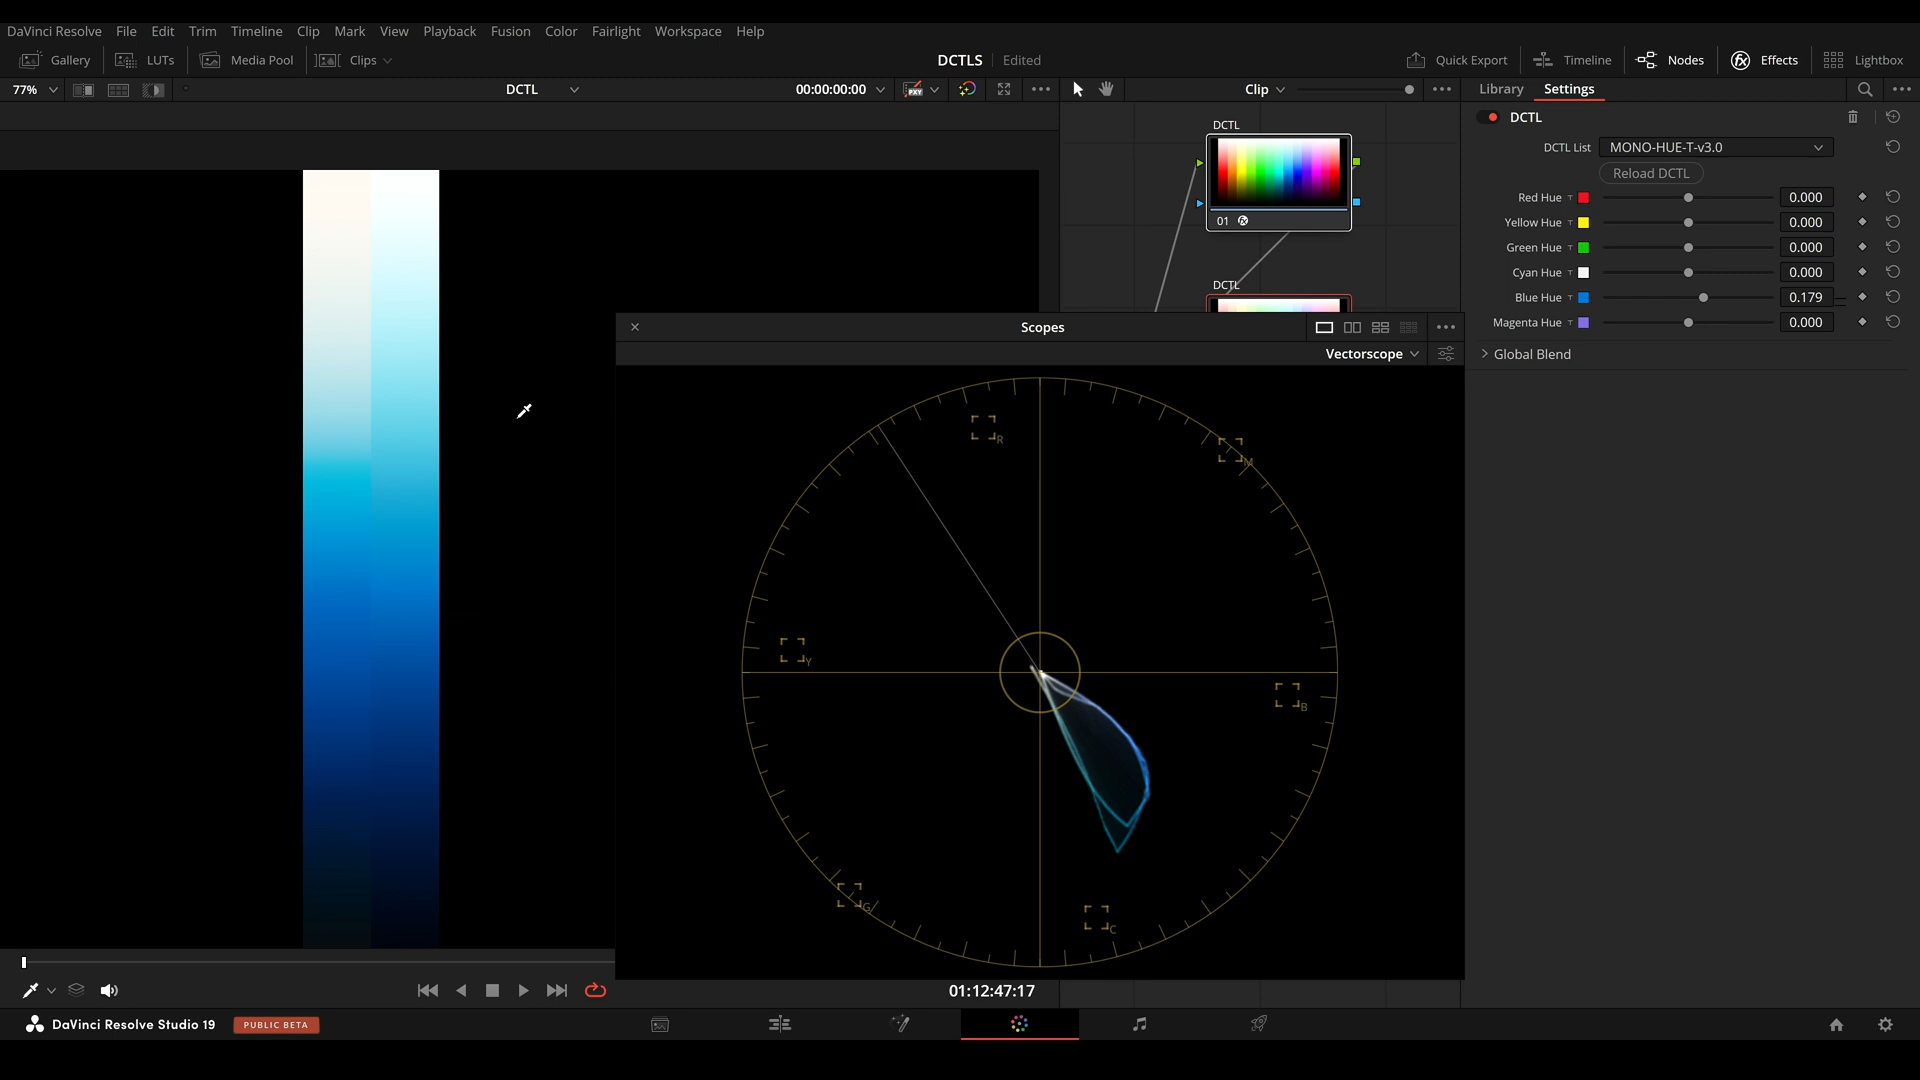 DaVinci Resolve File Edit Trim Timeline Clip Mark View Playback Fusion Color Fairlight Workspace Help
Gallery LUTs Media Pool Clips DCTLS Edited Quick Export Timeline Nodes Effects Lightbox
77% DCTL 00:00:00:00 PXY Clip Library Settings
DCTL
DCTL List MONO-HUE-T-v3.0
Reload DCTL
Red Hue T 0.000
Yellow Hue T 0.000
Green Hue T 0.000
Cyan Hue T 0.000
Blue Hue T 0.179
Magenta Hue T 0.000
Global Blend
DCTL
01
DCTL
Scopes
Vectorscope
R
M
Y
B
G
C
01:12:47:17
DaVinci Resolve Studio 19 PUBLIC BETA